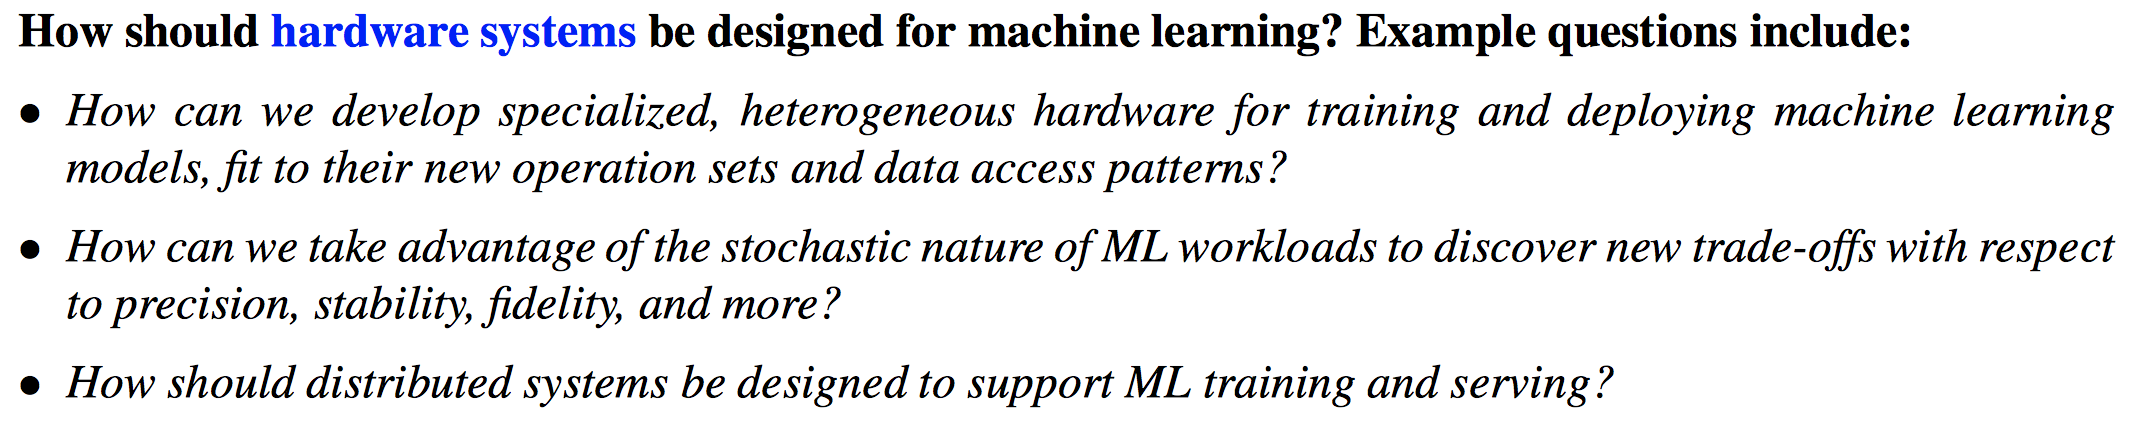 How should hardware systems be designed for machine learning? Example questions include:
• How can we develop specialized, heterogeneous hardware for training and deploying machine learning
models, fit to their new operation sets and data access patterns?
• How can we take advantage of the stochastic nature of ML workloads to discover new trade-offs with respect
to precision, stability, fidelity, and more?
• How should distributed systems be designed to support ML training and serving?